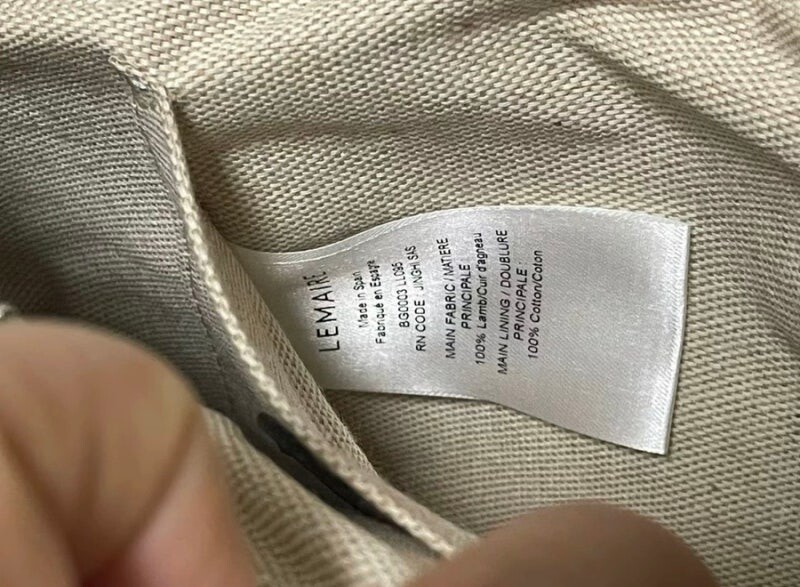 LEMAIRE
Made in Spain
Fabriqué en Espagne
BG0003 LL095
RN CODE : JINGHI SAS
MAIN FABRIC / MATIERE
PRINCIPALE
100% Lamb/Cuir d'agneau
MAIN LINING / DOUBLURE
PRINCIPALE :
100% Cotton/Coton